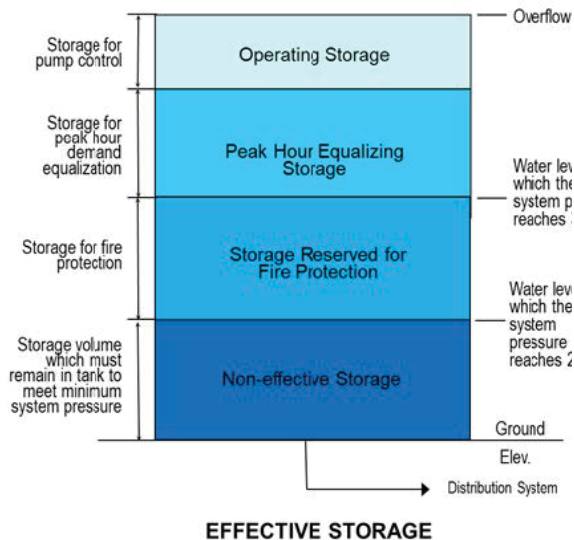 Overflow
Storage for
pump control
Operating Storage
Storage for
peak hour
demand
equalization
Peak Hour Equalizing
Storage
Water
which the
system
reaches
Storage for fire
protection
Storage Reserved for
Fire Protection
Water
which the
system
pressure
reaches 2
Storage volume
which must
remain in tank to
meet minimum
system pressure
Non-effective Storage
Ground
Elev.
Distribution System
EFFECTIVE STORAGE